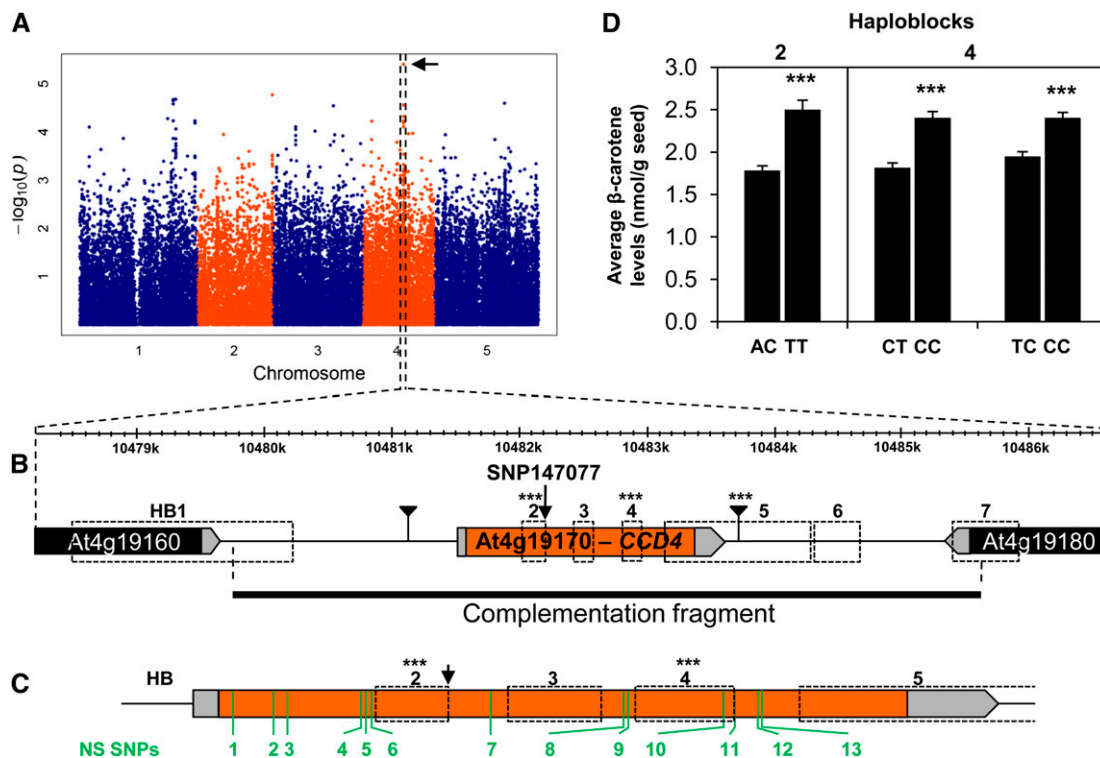 A
−log10(p)
5
4
3
2
1
1 2 3 4 5
Chromosome
D
Haploblocks
2 4
Average β-carotene
levels (nmol/g seed)
3.0
2.5
2.0
1.5
1.0
0.5
0.0
*** *** ***
AC TT CT CC TC CC
10479k 10480k 10481k 10482k 10483k 10484k 10485k 10486k
B
SNP147077
*** *** ***
HB1 2 3 4 5 6 7
At4g19160 At4g19170 – CCD4 At4g19180
Complementation fragment
C
*** ***
HB 2 3 4 5
NS SNPs 1 2 3 4 5 6 7 8 9 10 11 12 13